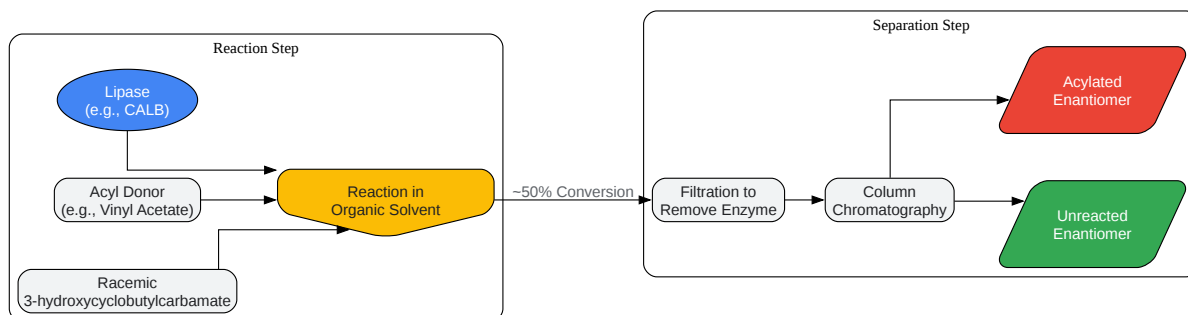 Reaction Step
Lipase
(e.g., CALB)
Acyl Donor
(e.g., Vinyl Acetate)
Racemic
3-hydroxycyclobutylcarbamate
Reaction in
Organic Solvent
~50% Conversion
Separation Step
Filtration to
Remove Enzyme
Column
Chromatography
Acylated
Enantiomer
Unreacted
Enantiomer